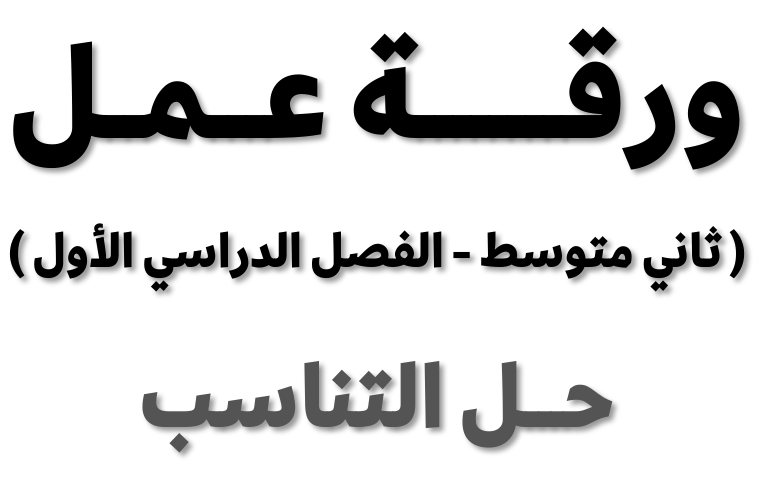 ورقـــة عـمـل
( ثاني متوسط - الفصل الدراسي الأول )
حـل التناسب